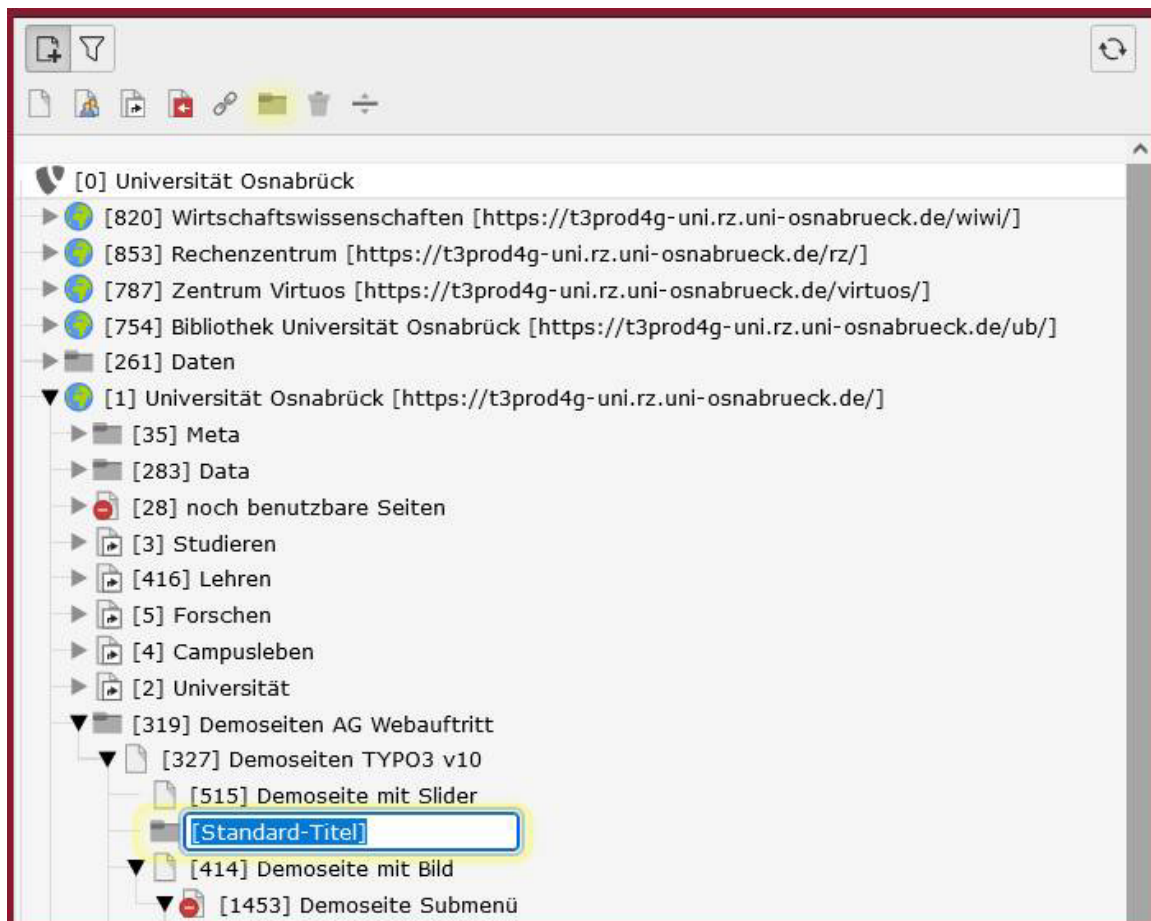 [0] Universität Osnabrück
[820] Wirtschaftswissenschaften [https://t3prod4g-uni.rz.uni-osnabrueck.de/wiwi/]
[853] Rechenzentrum [https://t3prod4g-uni.rz.uni-osnabrueck.de/rz/]
[787] Zentrum Virtuos [https://t3prod4g-uni.rz.uni-osnabrueck.de/virtuos/]
[754] Bibliothek Universität Osnabrück [https://t3prod4g-uni.rz.uni-osnabrueck.de/ub/]
[261] Daten
[1] Universität Osnabrück [https://t3prod4g-uni.rz.uni-osnabrueck.de/]
[35] Meta
[283] Data
[28] noch benutzbare Seiten
[3] Studieren
[416] Lehren
[5] Forschen
[4] Campusleben
[2] Universität
[319] Demoseiten AG Webauftritt
[327] Demoseiten TYPO3 v10
[515] Demoseite mit Slider
[Standard-Titel]
[414] Demoseite mit Bild
[1453] Demoseite Submenü